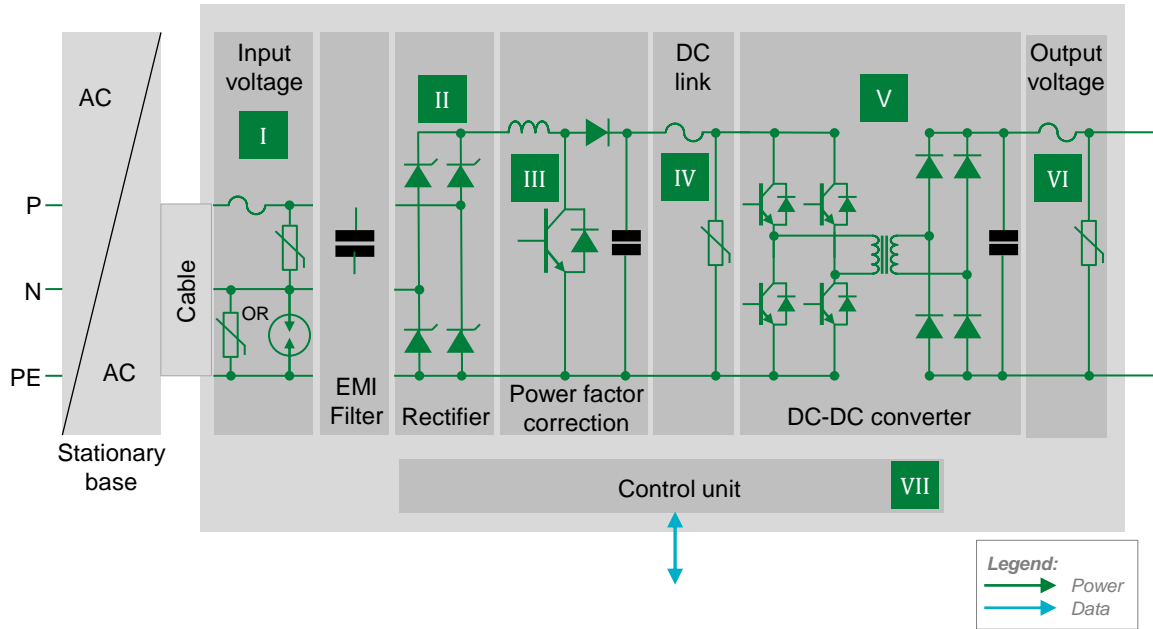 Input
voltage
DC
link
Output
voltage
AC
I
II
III
IV
V
VI
P
N
PE
OR
Cable
AC
EMI
Filter
Rectifier
Power factor
correction
DC-DC converter
Stationary
base
Control unit
VII
Legend:
Power
Data